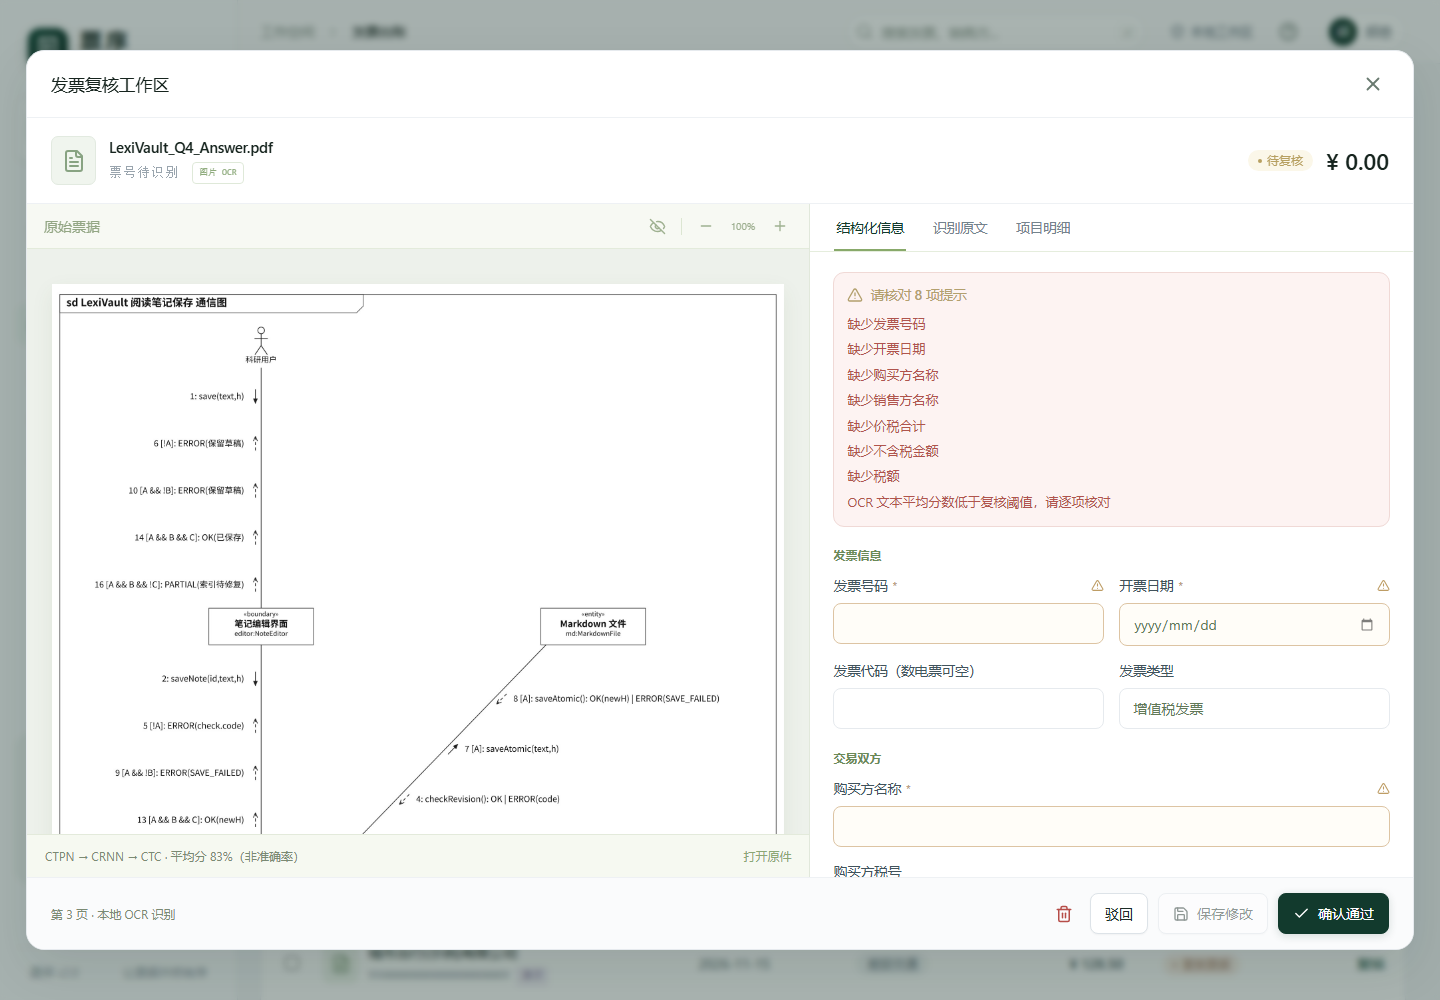 发票复核工作区
LexiVault_Q4_Answer.pdf
票号待识别
图片 OCR
待复核
¥ 0.00
原始票据
100%
sd LexiVault 阅读笔记保存 通信图
科研用户
1: save(text,h)
6 [!A]: ERROR(保留草稿)
10 [A && !B]: ERROR(保留草稿)
14 [A && B && C]: OK(已保存)
16 [A && B && !C]: PARTIAL(索引待修复)
«boundary»
笔记编辑界面
editor:NoteEditor
«entity»
Markdown 文件
md:MarkdownFile
2: saveNote(id,text,h)
8 [A]: saveAtomic(): OK(newH) | ERROR(SAVE_FAILED)
5 [!A]: ERROR(check.code)
7 [A]: saveAtomic(text,h)
9 [A && !B]: ERROR(SAVE_FAILED)
4: checkRevision(): OK | ERROR(code)
13 [A && B && C]: OK(newH)
CTPN → CRNN → CTC · 平均分 83%（非准确率）
打开原件
结构化信息
识别原文
项目明细
请核对 8 项提示
缺少发票号码
缺少开票日期
缺少购买方名称
缺少销售方名称
缺少价税合计
缺少不含税金额
缺少税额
OCR 文本平均分数低于复核阈值，请逐项核对
发票信息
发票号码 *
开票日期 *
yyyy/mm/dd
发票代码（数电票可空）
发票类型
增值税发票
交易双方
购买方名称 *
购买方税号
第 3 页 · 本地 OCR 识别
驳回
保存修改
确认通过